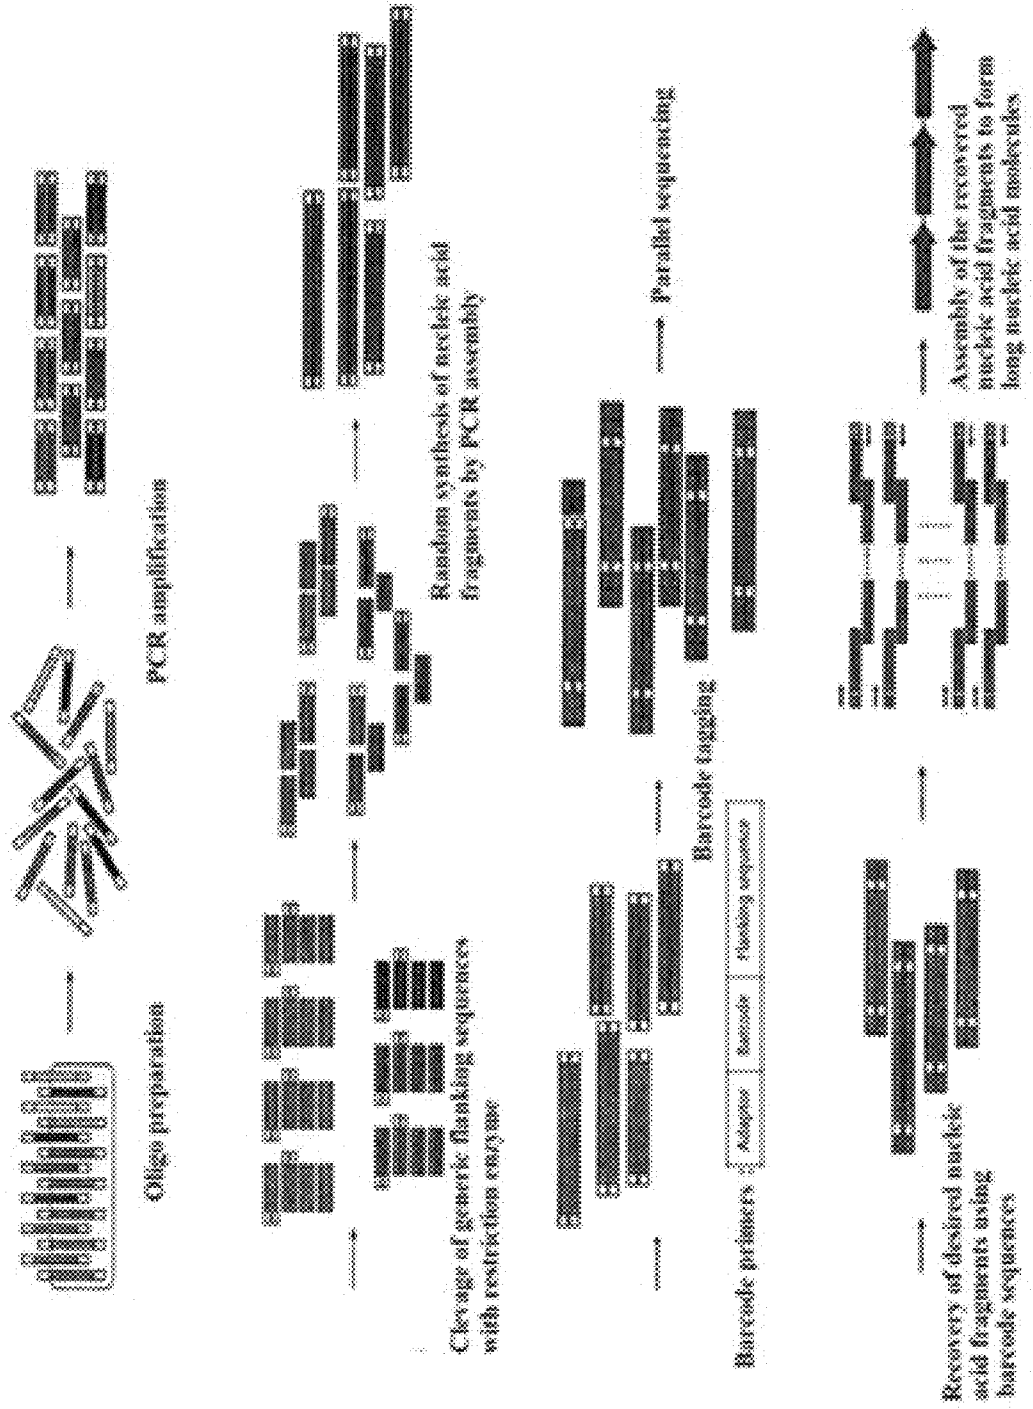 Oligo preparation
PCR amplification
Clevage of generic flanking sequences
with restriction enzyme
Random synthesis of necleic acid
fragments by PCR assembly
Barcode primers
Adaptor
Barcode
Flanking sequence
Barcode tagging
Parallel sequencing
Recovery of desired nucleic
acid fragments using
barcode sequences
Assembly of the recovered
nucleic acid fragments to form
long nucleic acid molecules